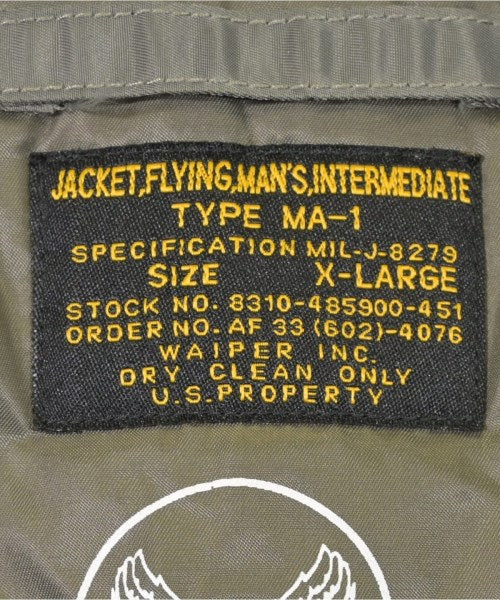 JACKET,FLYING,MAN'S,INTERMEDIATE
TYPE MA-1
SPECIFICATION MIL-J-8279
SIZE X-LARGE
STOCK NO. 8310-485900-451
ORDER NO. AF 33 (602)-4076
WAIPER INC.
DRY CLEAN ONLY
U.S. PROPERTY